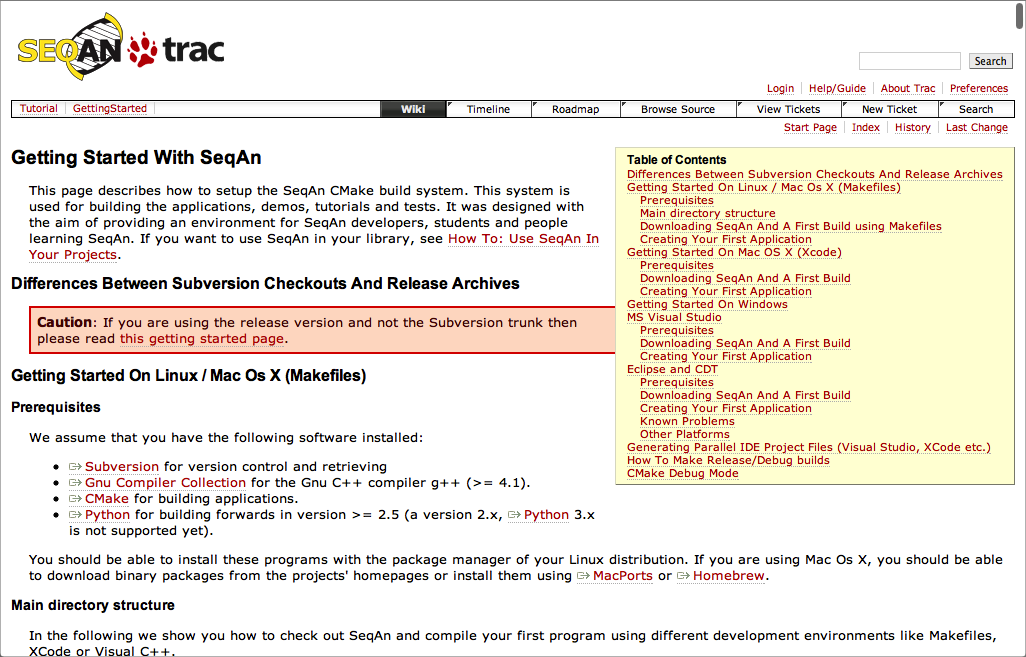 SEQAN trac
Search
Login Help/Guide About Trac Preferences
Tutorial GettingStarted Wiki Timeline Roadmap Browse Source View Tickets New Ticket Search
Start Page Index History Last Change
Getting Started With SeqAn
This page describes how to setup the SeqAn CMake build system. This system is
used for building the applications, demos, tutorials and tests. It was designed with
the aim of providing an environment for SeqAn developers, students and people
learning SeqAn. If you want to use SeqAn in your library, see How To: Use SeqAn In
Your Projects.
Table of Contents
Differences Between Subversion Checkouts And Release Archives
Getting Started On Linux / Mac Os X (Makefiles)
Prerequisites
Main directory structure
Downloading SeqAn And A First Build using Makefiles
Creating Your First Application
Getting Started On Mac OS X (Xcode)
Prerequisites
Downloading SeqAn And A First Build
Creating Your First Application
Getting Started On Windows
MS Visual Studio
Prerequisites
Downloading SeqAn And A First Build
Creating Your First Application
Eclipse and CDT
Prerequisites
Downloading SeqAn And A First Build
Creating Your First Application
Known Problems
Other Platforms
Generating Parallel IDE Project Files (Visual Studio, XCode etc.)
How To Make Release/Debug builds
CMake Debug Mode
Differences Between Subversion Checkouts And Release Archives
Caution: If you are using the release version and not the Subversion trunk then
please read this getting started page.
Getting Started On Linux / Mac Os X (Makefiles)
Prerequisites
We assume that you have the following software installed:
• Subversion for version control and retrieving
• Gnu Compiler Collection for the Gnu C++ compiler g++ (>= 4.1).
• CMake for building applications.
• Python for building forwards in version >= 2.5 (a version 2.x, Python 3.x
is not supported yet).
You should be able to install these programs with the package manager of your Linux distribution. If you are using Mac Os X, you should be able
to download binary packages from the projects' homepages or install them using MacPorts or Homebrew.
Main directory structure
In the following we show you how to check out SeqAn and compile your first program using different development environments like Makefiles,
XCode or Visual C++.